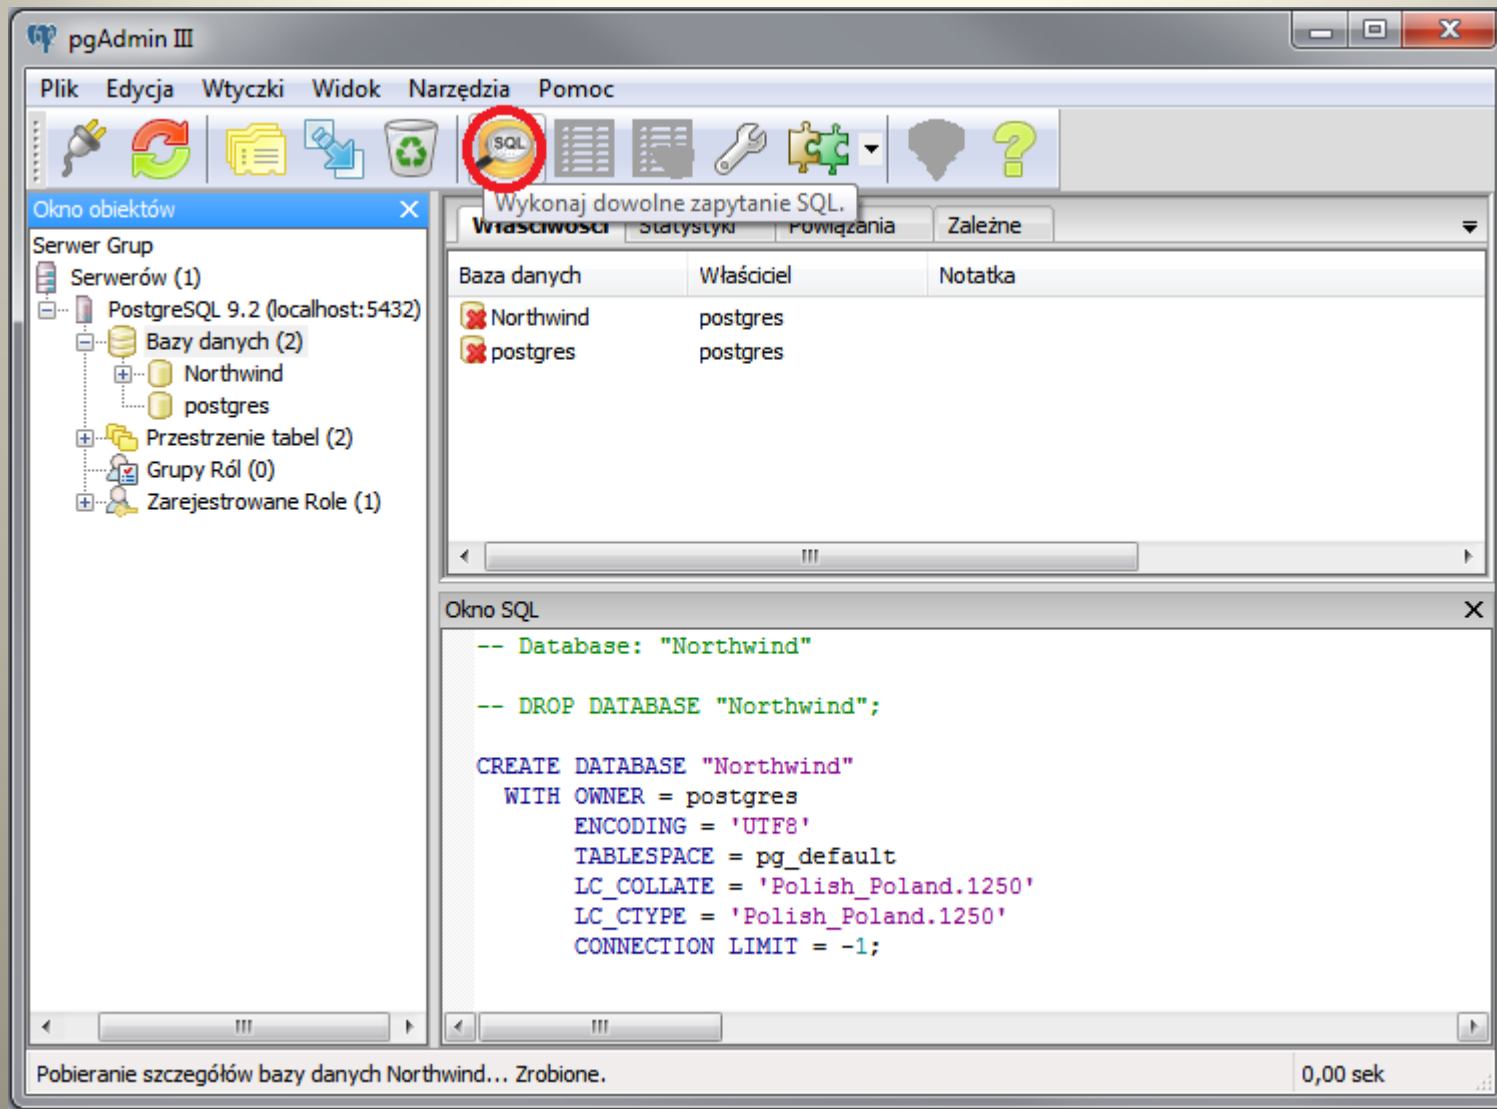 pgAdmin III
Plik Edycja Wtyczki Widok Narzędzia Pomoc
SQL
Wykonaj dowolne zapytanie SQL.
Okno obiektów
Serwer Grup
Serwerów (1)
PostgreSQL 9.2 (localhost:5432)
Bazy danych (2)
Northwind
postgres
Przestrzenie tabel (2)
Grupy Ról (0)
Zarejestrowane Role (1)
Właściwości Statystyki Powiązania Zależne
Baza danych Właściciel Notatka
Northwind postgres
postgres postgres
Okno SQL
-- Database: "Northwind"
-- DROP DATABASE "Northwind";
CREATE DATABASE "Northwind"
WITH OWNER = postgres
ENCODING = 'UTF8'
TABLESPACE = pg_default
LC_COLLATE = 'Polish_Poland.1250'
LC_CTYPE = 'Polish_Poland.1250'
CONNECTION LIMIT = -1;
Pobieranie szczegółów bazy danych Northwind... Zrobione.
0,00 sek